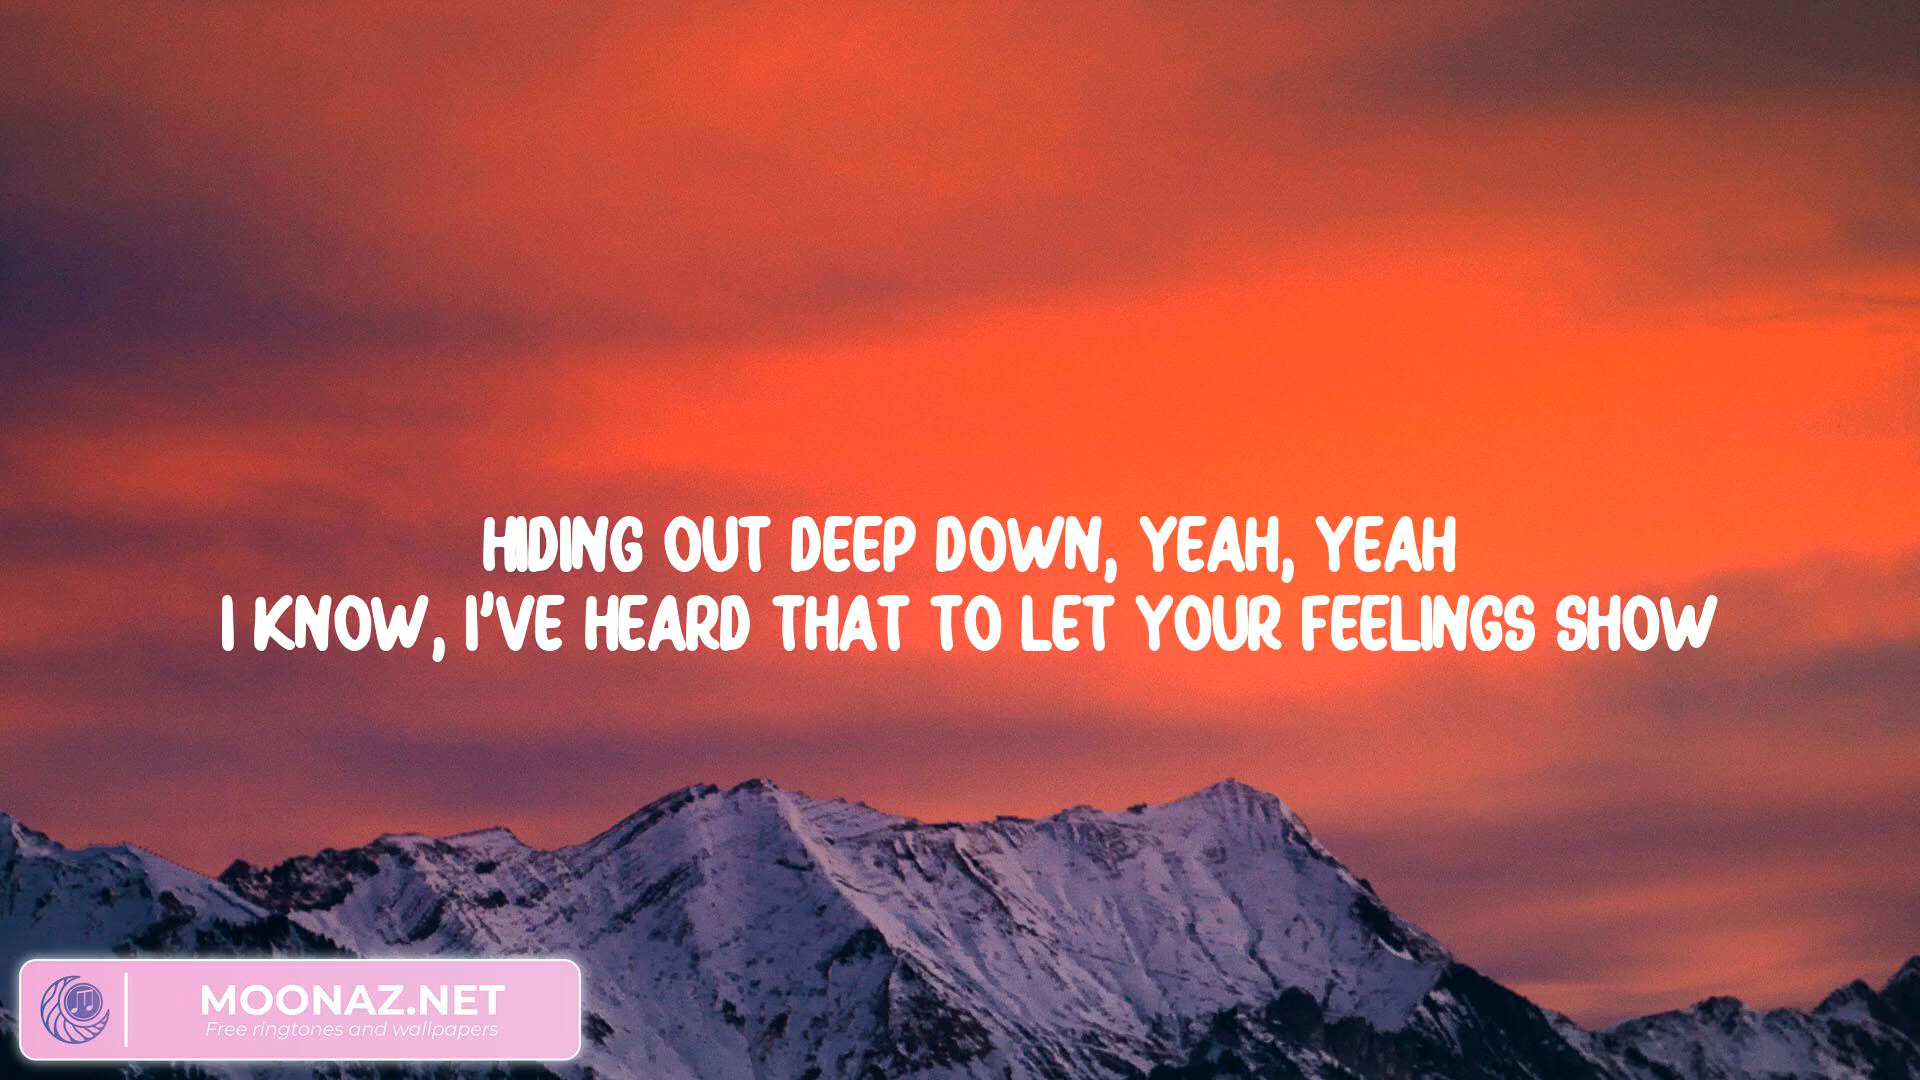 HIDING OUT DEEP DOWN, YEAH, YEAH
I KNOW, I'VE HEARD THAT TO LET YOUR FEELINGS SHOW
MOONAZ.NET
Free ringtones and wallpapers